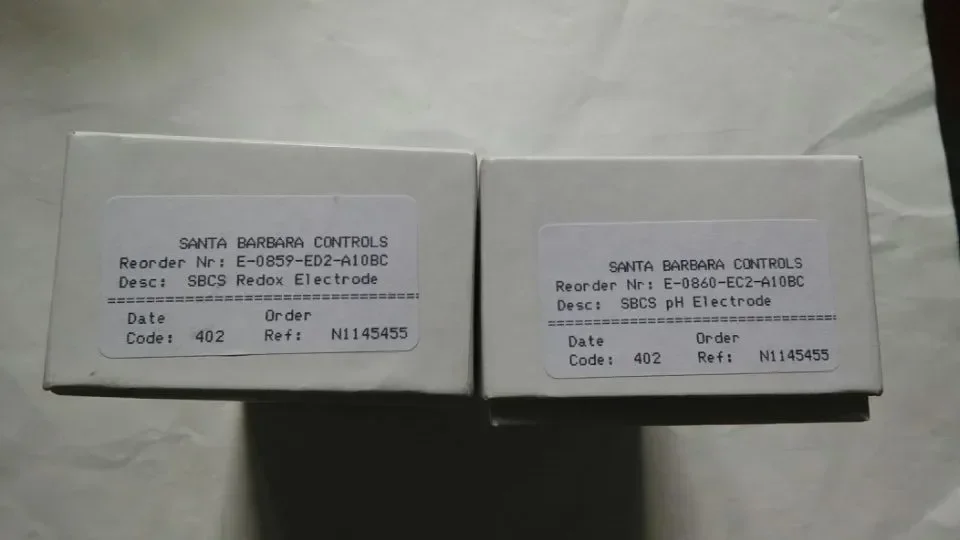 SANTA BARBARA CONTROLS
Reorder Nr: E-0859-ED2-A10BC
Desc: SBCS Redox Electrode
================================================
Date Order
Code: 402 Ref: N1145455
SANTA BARBARA CONTROLS
Reorder Nr: E-0860-EC2-A10BC
Desc: SBCS pH Electrode
================================================
Date Order
Code: 402 Ref: N1145455